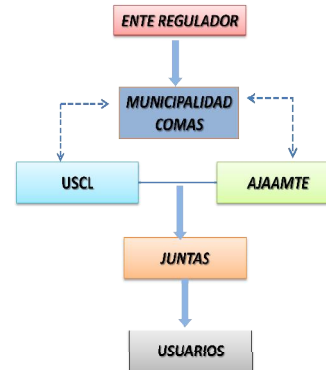 ENTE REGULADOR
MUNICIPALIDAD
COMAS
USCL
AJAAMTE
JUNTAS
USUARIOS